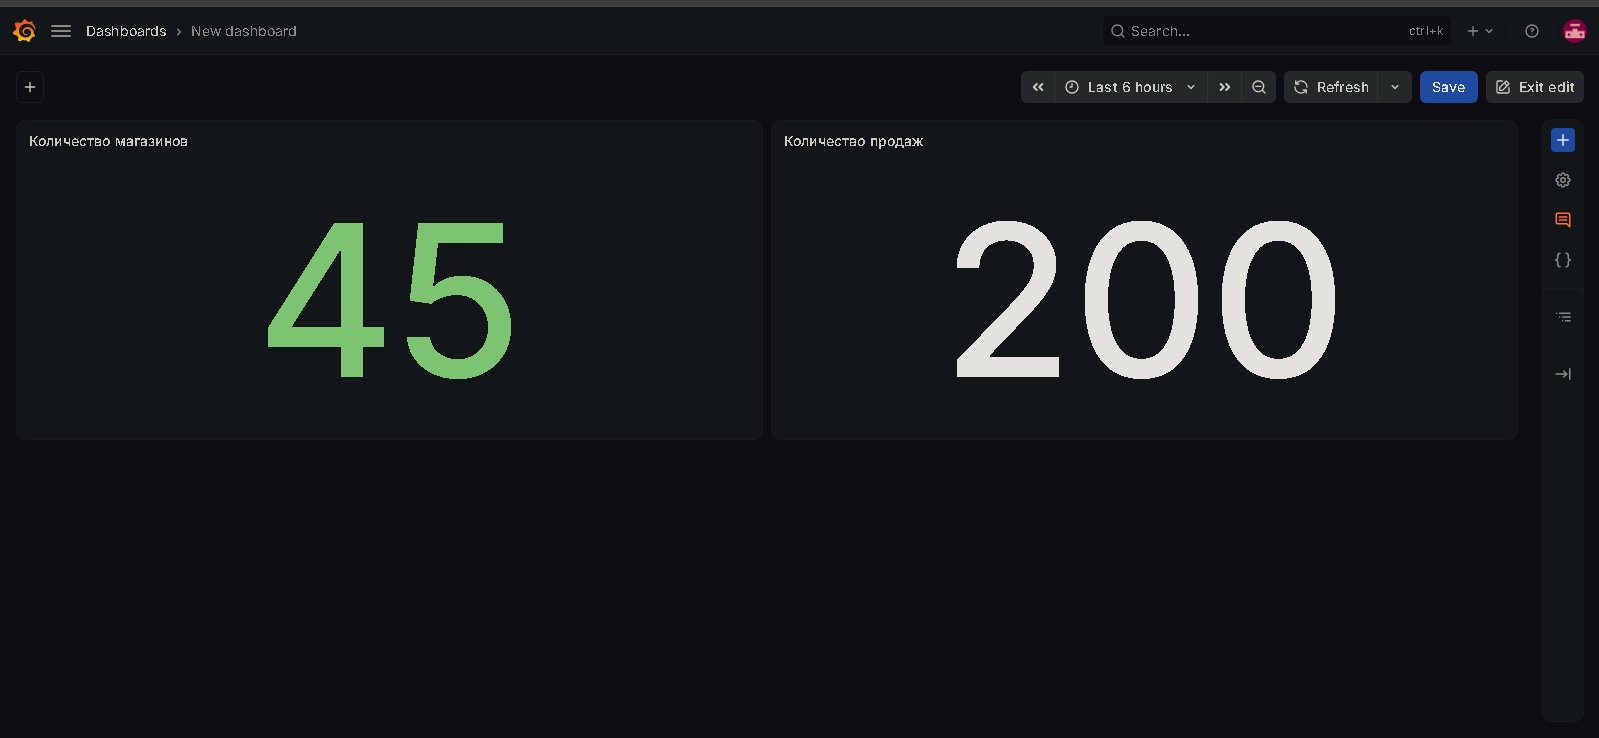 Dashboards › New dashboard
Search...
ctrl+k
Last 6 hours
Refresh
Save
Exit edit
Количество магазинов
45
Количество продаж
200